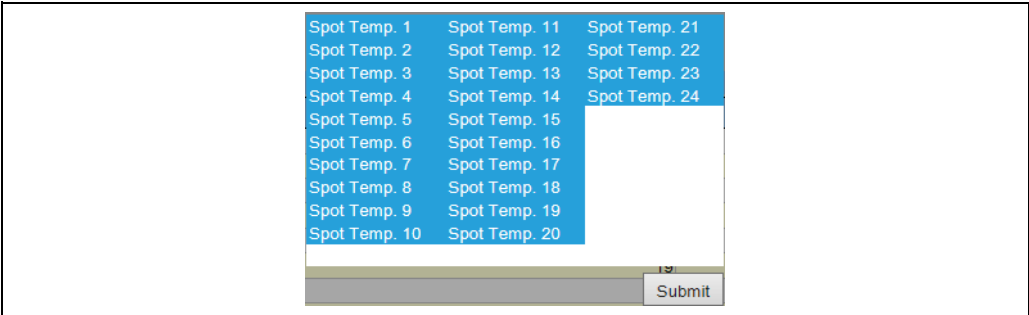 Spot Temp. 1
Spot Temp. 2
Spot Temp. 3
Spot Temp. 4
Spot Temp. 5
Spot Temp. 6
Spot Temp. 7
Spot Temp. 8
Spot Temp. 9
Spot Temp. 10
Spot Temp. 11
Spot Temp. 12
Spot Temp. 13
Spot Temp. 14
Spot Temp. 15
Spot Temp. 16
Spot Temp. 17
Spot Temp. 18
Spot Temp. 19
Spot Temp. 20
Spot Temp. 21
Spot Temp. 22
Spot Temp. 23
Spot Temp. 24
19
Submit